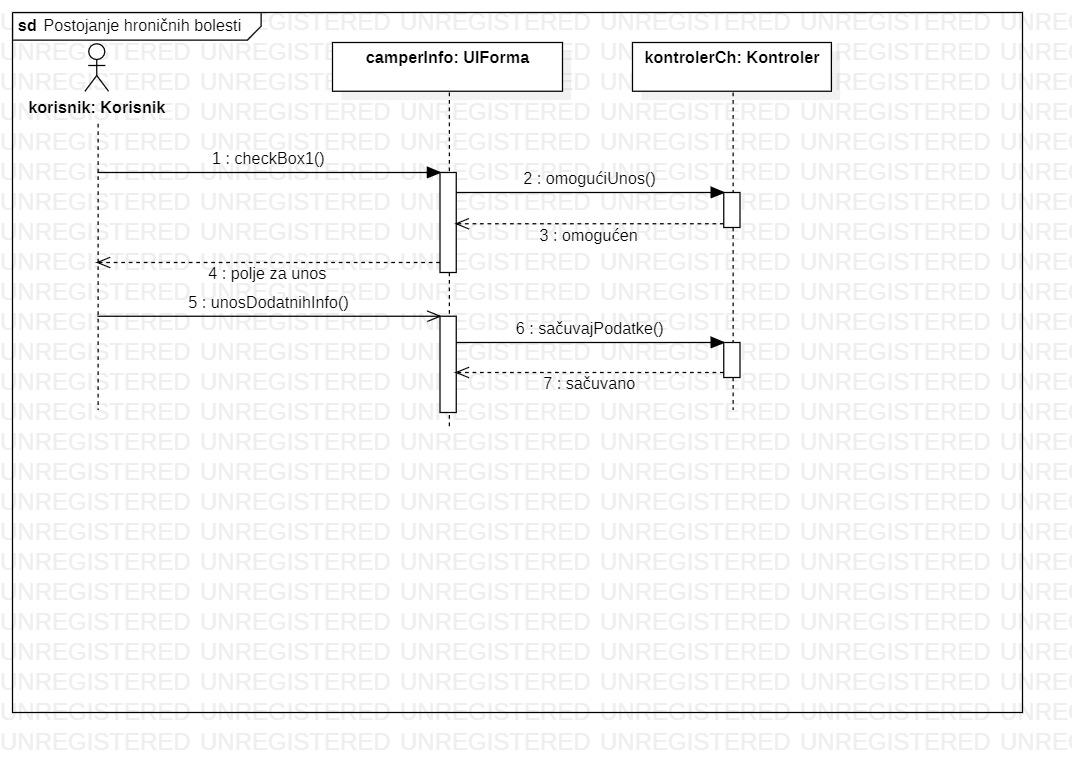 sd Postojanje hroničnih bolesti
korisnik: Korisnik
camperInfo: UIForma
kontrolerCh: Kontroler
1 : checkBox1()
2 : omogućiUnos()
3 : omogućen
4 : polje za unos
5 : unosDodatnihInfo()
6 : sačuvajPodatke()
7 : sačuvano
UNREGISTERED